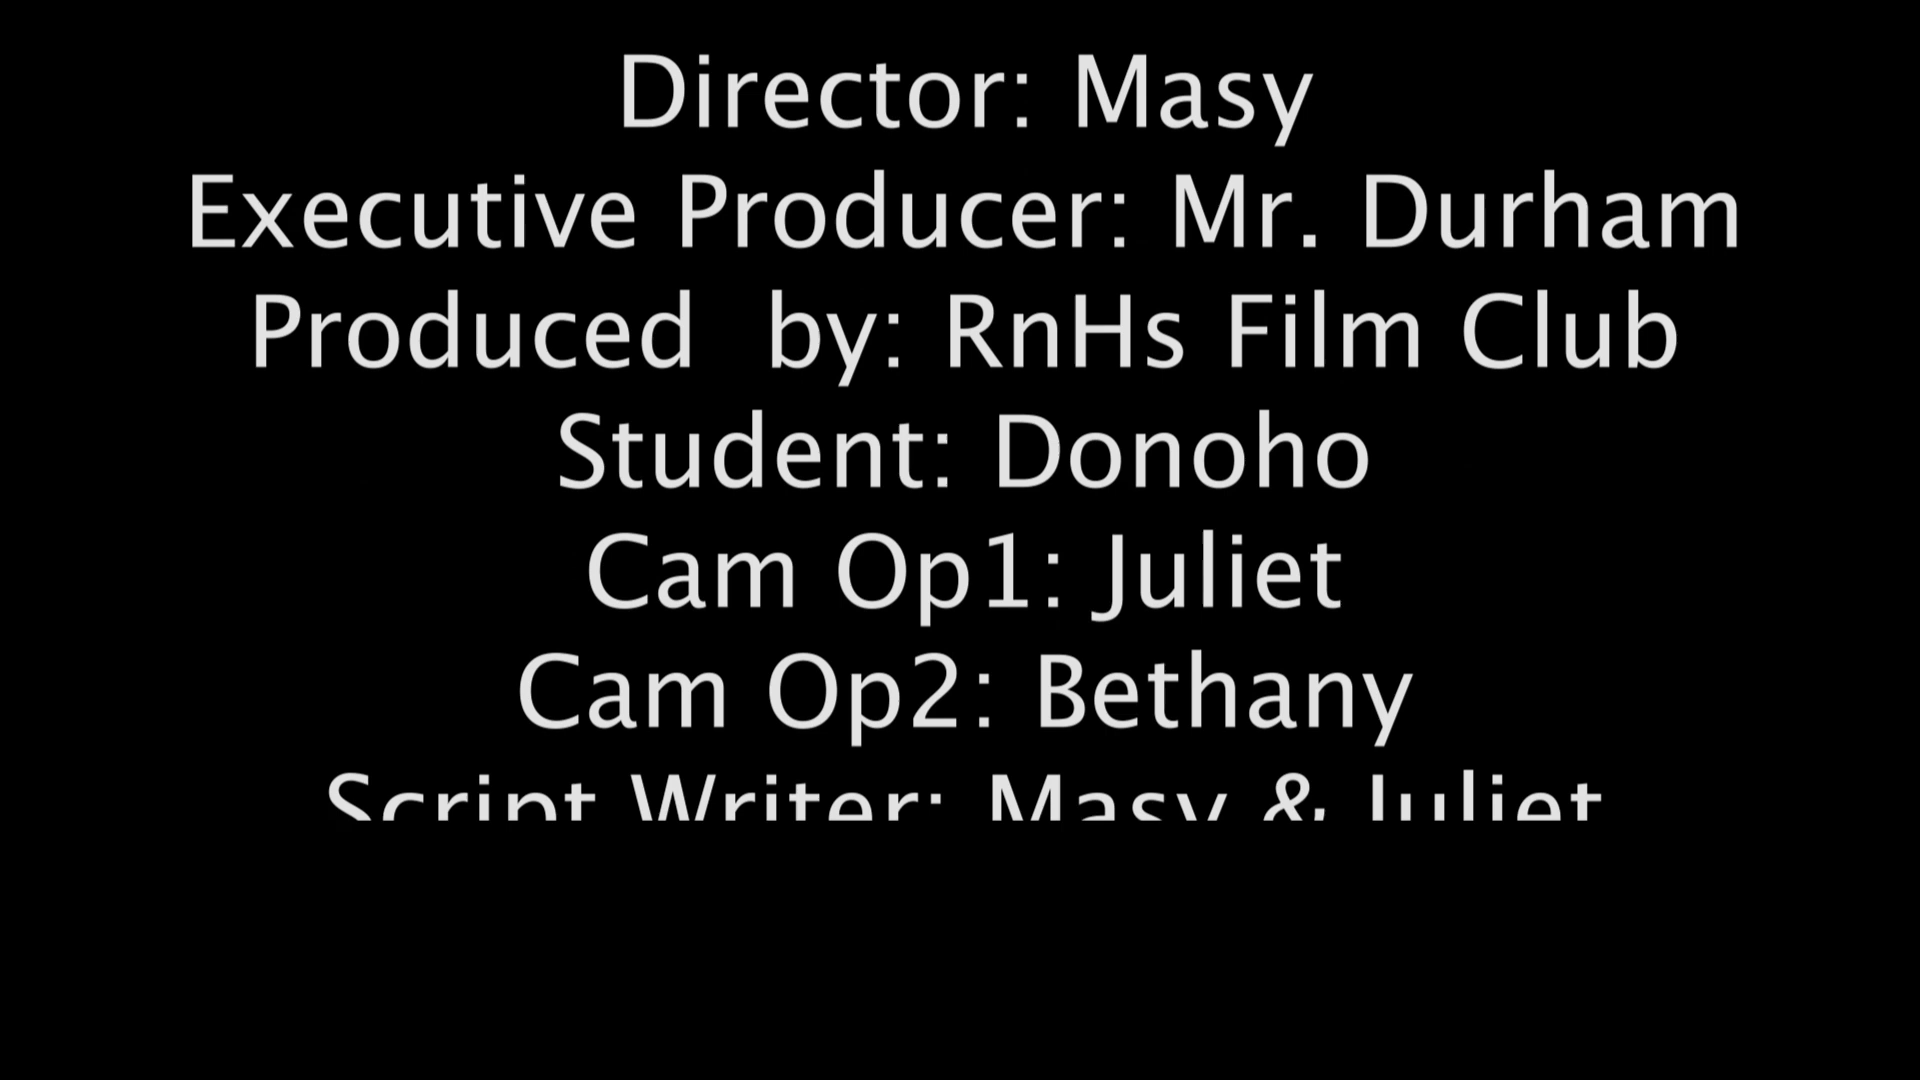 Director: Masy
Executive Producer: Mr. Durham
Produced  by: RnHs Film Club
Student: Donoho
Cam Op1: Juliet
Cam Op2: Bethany
Script Writer: Masy & Juliet